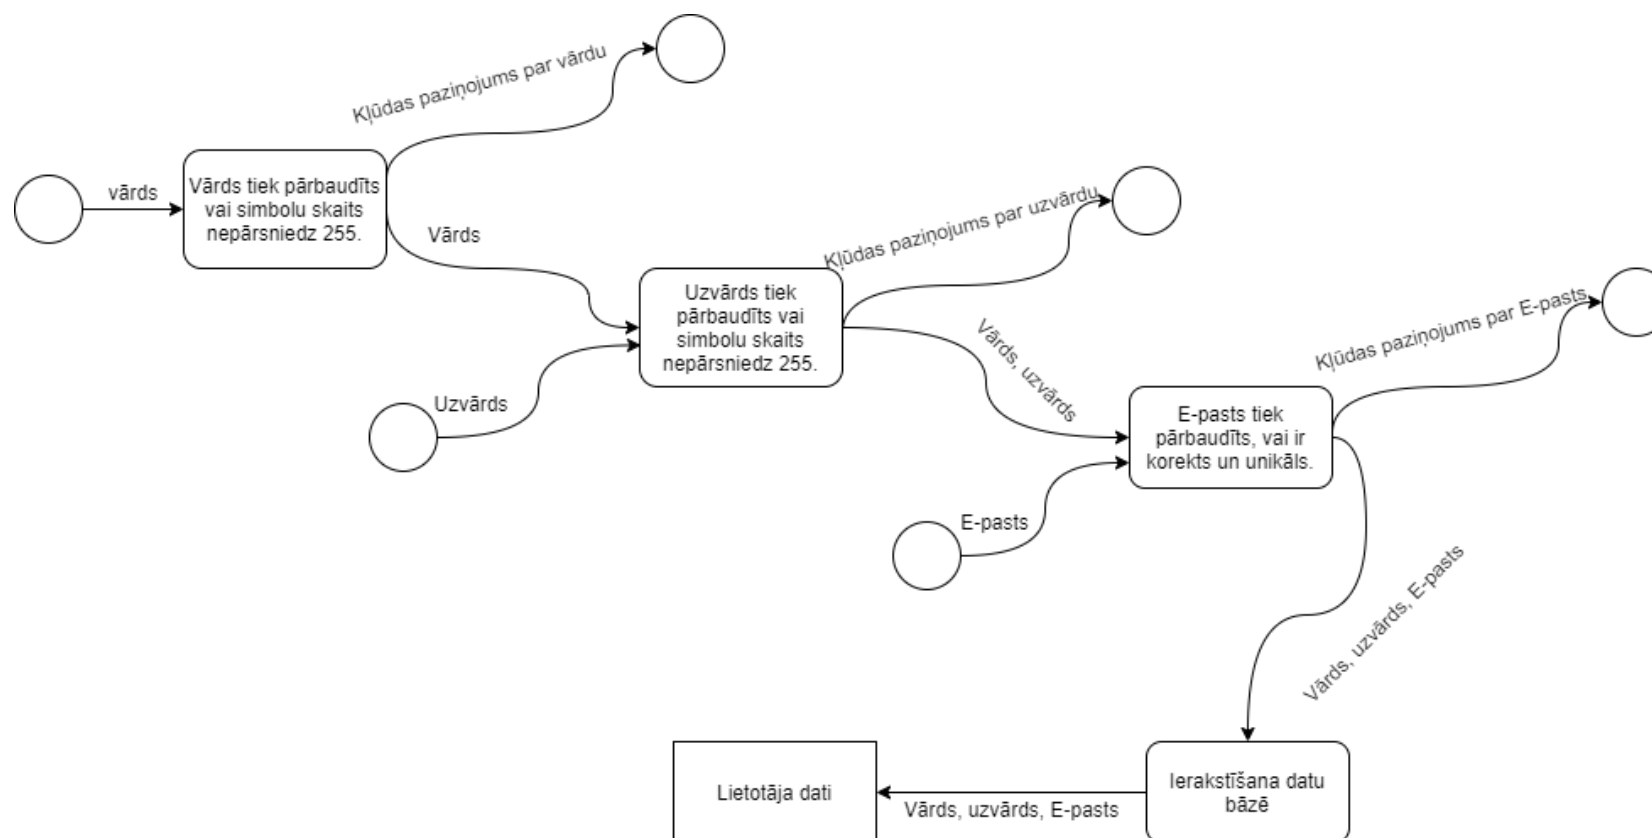 Kļūdas paziņojums par vārdu
vārds
Vārds tiek pārbaudīts
vai simbolu skaits
nepārsniedz 255.
Vārds
Kļūdas paziņojums par uzvārdu
Uzvārds tiek
pārbaudīts vai
simbolu skaits
nepārsniedz 255.
Uzvārds
Vārds, uzvārds
Kļūdas paziņojums par E-pasts
E-pasts tiek
pārbaudīts, vai ir
korekts un unikāls.
E-pasts
Vārds, uzvārds, E-pasts
Ierakstīšana datu
bāzē
Vārds, uzvārds, E-pasts
Lietotāja dati